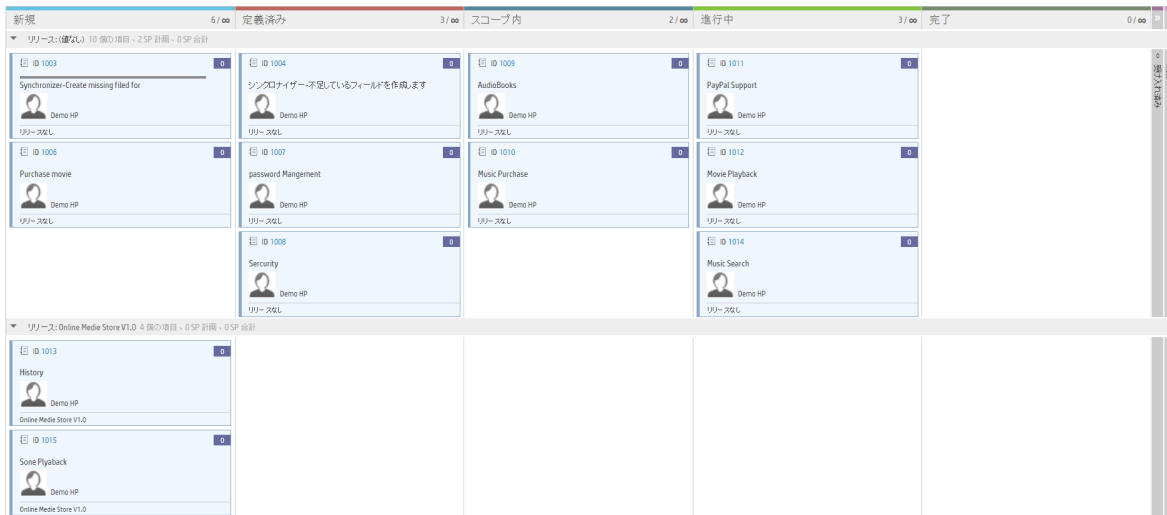 新規 6/∞ 定義済み 3/∞ スコープ内 2/∞ 進行中 3/∞ 完了 0/∞ »
リリース: (値なし) 10 個の項目、2 SP 計画、0 SP 合計
ID 1003 0
Synchronizer-Create missing filed for
Demo HP
リリースなし
ID 1004 0
シンクロナイザー-不足しているフィールドを作成します
Demo HP
リリースなし
ID 1009 0
AudioBooks
Demo HP
リリースなし
ID 1011 0
PayPal Support
Demo HP
リリースなし
0 受け入れ済み
ID 1006 0
Purchase movie
Demo HP
リリースなし
ID 1007 0
password Mangement
Demo HP
リリースなし
ID 1010 0
Music Purchase
Demo HP
リリースなし
ID 1012 0
Movie Playback
Demo HP
リリースなし
ID 1008 0
Sercurity
Demo HP
リリースなし
ID 1014 0
Music Search
Demo HP
リリースなし
リリース: Online Medie Store V1.0 4 個の項目、0 SP 計画、0 SP 合計
ID 1013 0
History
Demo HP
Online Medie Store V1.0
ID 1015 0
Sone Plyaback
Demo HP
Online Medie Store V1.0